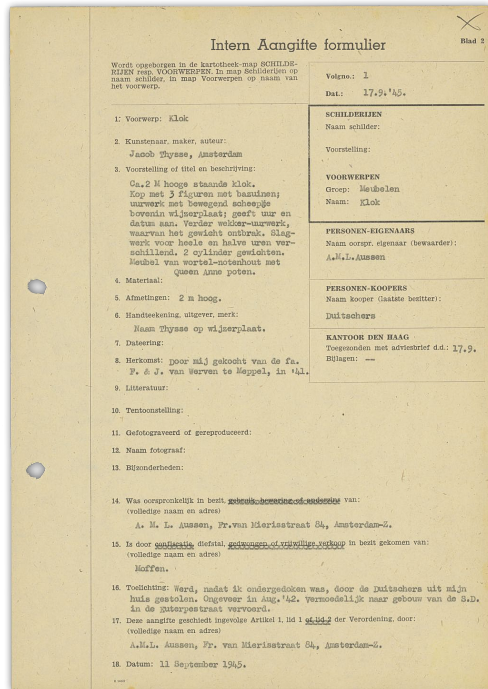 Intern Aangifte formulier
Blad 2
Wordt opgeborgen in de kartotheek-map SCHILDE-
RIJEN resp. VOORWERPEN. In map Schilderijen op
naam schilder, in map Voorwerpen op naam van
het voorwerp.
Volgno.: 1
Dat.: 17.9.'45.
1. Voorwerp: Klok
2. Kunstenaar, maker, auteur:
Jacob Thysse, Amsterdam
3. Voorstelling of titel en beschrijving:
Ca.2 M hooge staande klok.
Kop met 3 figuren met bazuinen;
uurwerk met bewegend scheepje
bovenin wijzerplaat; geeft uur en
datum aan. Verder wekker-uurwerk,
waarvan het gewicht ontbrak. Slag-
werk voor heele en halve uren ver-
schillend. 2 cylinder gewichten.
Meubel van wortel-notenhout met
Queen Anne poten.
4. Materiaal:
5. Afmetingen: 2 m hoog.
6. Handteekening, uitgever, merk:
Naam Thysse op wijzerplaat.
7. Dateering:
8. Herkomst: poor mij gekocht van de fa.
F. & J. van Werven te Meppel, in '41.
9. Litteratuur:
10. Tentoonstelling:
11. Gefotograveerd of gereproduceerd:
12. Naam fotograaf:
13. Bijzonderheden:
SCHILDERIJEN
Naam schilder:
Voorstelling:
VOORWERPEN
Groep: Meubelen
Naam: Klok
PERSONEN-EIGENAARS
Naam oorspr. eigenaar (bewaarder):
A.M.L.Aussen
PERSONEN-KOOPERS
Naam kooper (laatste bezitter):
Duitschers
KANTOOR DEN HAAG
Toegezonden met adviesbrief d.d.: 17.9.
Bijlagen: --
14. Was oorspronkelijk in bezit, gebruik, bewaring of anderzins van:
(volledige naam en adres)
A. M. L. Aussen, Fr.van Mierisstraat 84, Amsterdam-Z.
15. Is door confiscatie, diefstal, gedwongen of vrijwillige verkoop in bezit gekomen van:
(volledige naam en adres)
Moffen.
16. Toelichting: Werd, nadat ik ondergedoken was, door de Duitschers uit mijn
huis gestolen. Ongeveer in Aug.'42. Vermoedelijk naar gebouw van de S.D.
in de Euterpestraat vervoerd.
17. Deze aangifte geschiedt ingevolge Artikel 1, lid 1 of lid 2 der Verordening, door:
(volledige naam en adres)
A.M.L. Aussen, Fr. van Mierisstraat 84, Amsterdam-Z.
18. Datum: 11 September 1945.